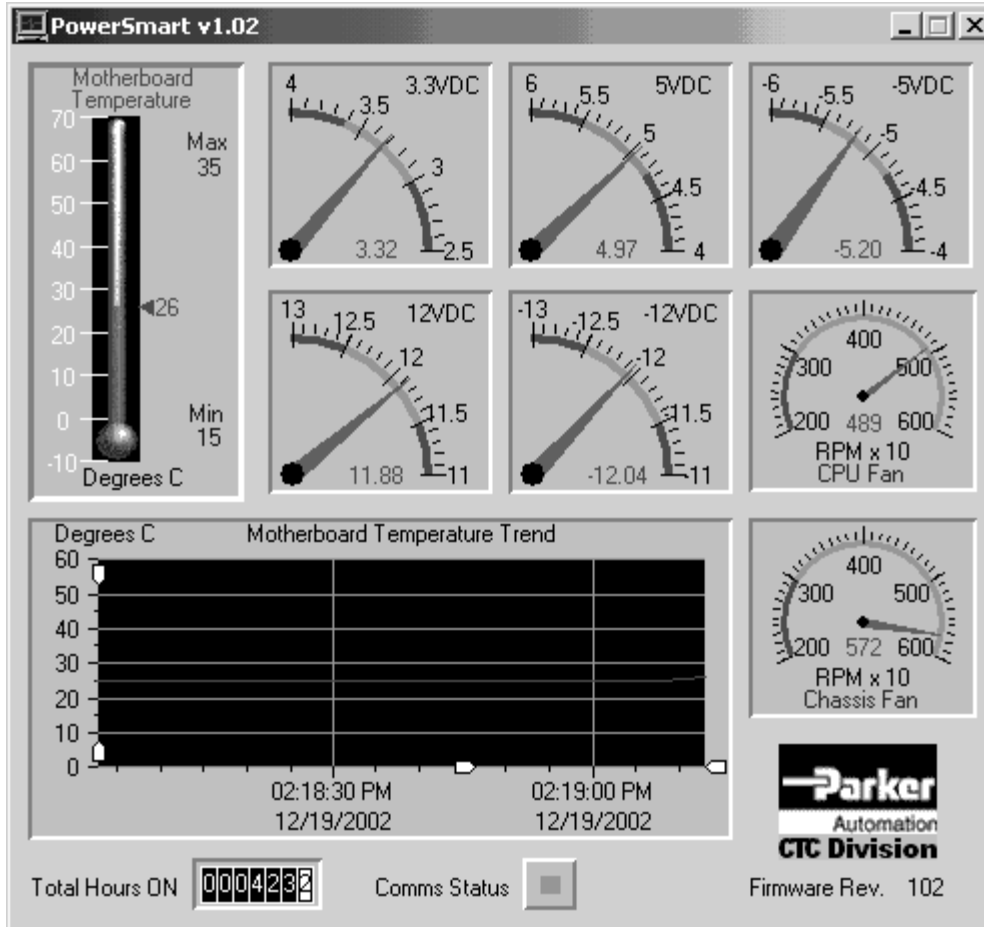 PowerSmart v1.02
Motherboard
Temperature
70
60
50
40
30
20
10
0
-10
Max
35
26
Min
15
Degrees C
4
3.5
3
2.5
3.3VDC
3.32
6
5.5
5
4.5
4
5VDC
4.97
-6
-5.5
-5
-4.5
-4
-5VDC
-5.20
13
12.5
12
11.5
11
12VDC
11.88
-13
-12.5
-12
-11.5
-11
-12VDC
-12.04
200
300
400
500
600
489
RPM x 10
CPU Fan
Degrees C
Motherboard Temperature Trend
60
50
40
30
20
10
0
02:18:30 PM
12/19/2002
02:19:00 PM
12/19/2002
200
300
400
500
600
572
RPM x 10
Chassis Fan
Parker
Automation
CTC Division
Total Hours ON 0004232
Comms Status
Firmware Rev. 102